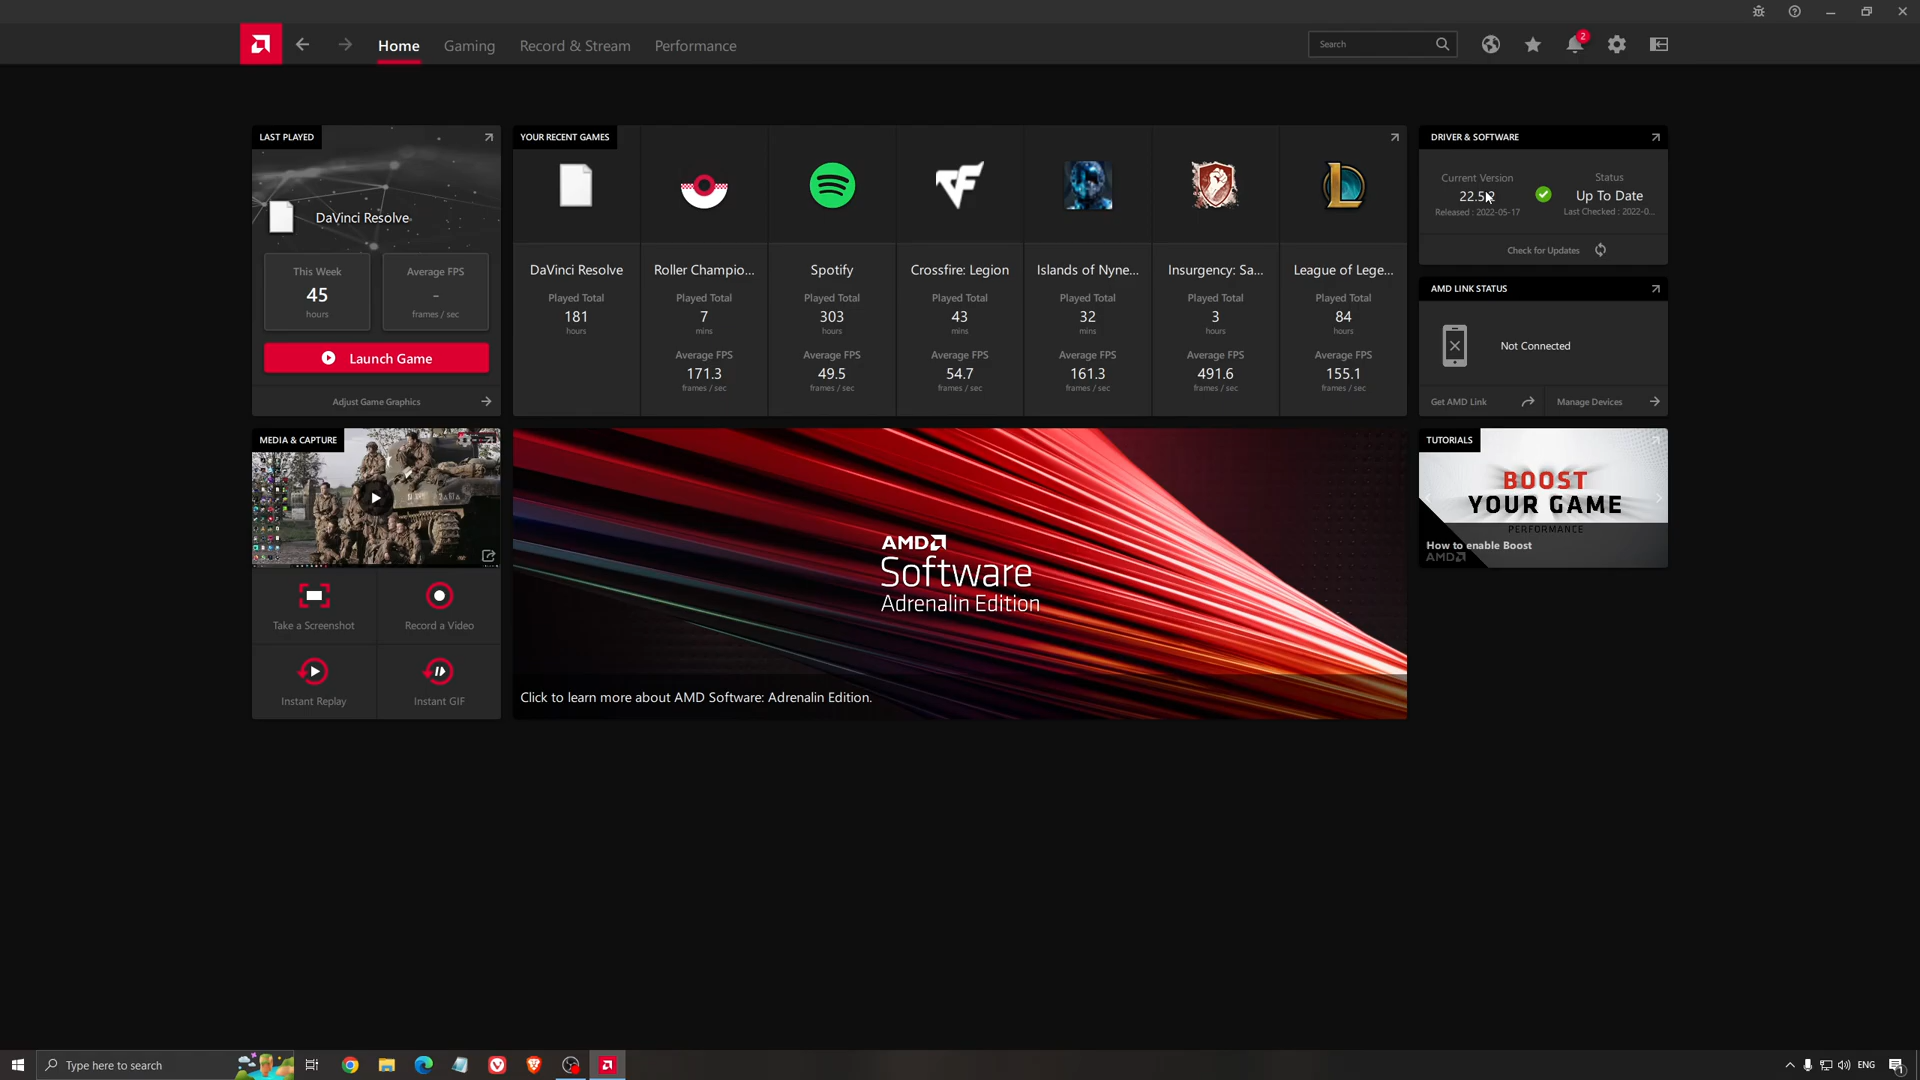 Home
Gaming
Record & Stream
Performance
Search
2
LAST PLAYED
DaVinci Resolve
This Week
45
hours
Average FPS
–
frames / sec
Launch Game
Adjust Game Graphics
YOUR RECENT GAMES
DaVinci Resolve
Played Total
181
hours
Roller Champio...
Played Total
7
mins
Average FPS
171.3
frames / sec
Spotify
Played Total
303
hours
Average FPS
49.5
frames / sec
Crossfire: Legion
Played Total
43
mins
Average FPS
54.7
frames / sec
Islands of Nyne...
Played Total
32
mins
Average FPS
161.3
frames / sec
Insurgency: Sa...
Played Total
3
hours
Average FPS
491.6
frames / sec
League of Lege...
Played Total
84
hours
Average FPS
155.1
frames / sec
DRIVER & SOFTWARE
Current Version
22.5.2
Released : 2022-05-17
Status
Up To Date
Last Checked : 2022-0...
Check for Updates
AMD LINK STATUS
Not Connected
Get AMD Link
Manage Devices
MEDIA & CAPTURE
Take a Screenshot
Record a Video
Instant Replay
Instant GIF
AMD
Software
Adrenalin Edition
Click to learn more about AMD Software: Adrenalin Edition.
TUTORIALS
BOOST
YOUR GAME
PERFORMANCE
How to enable Boost
AMD
Type here to search
ENG
1